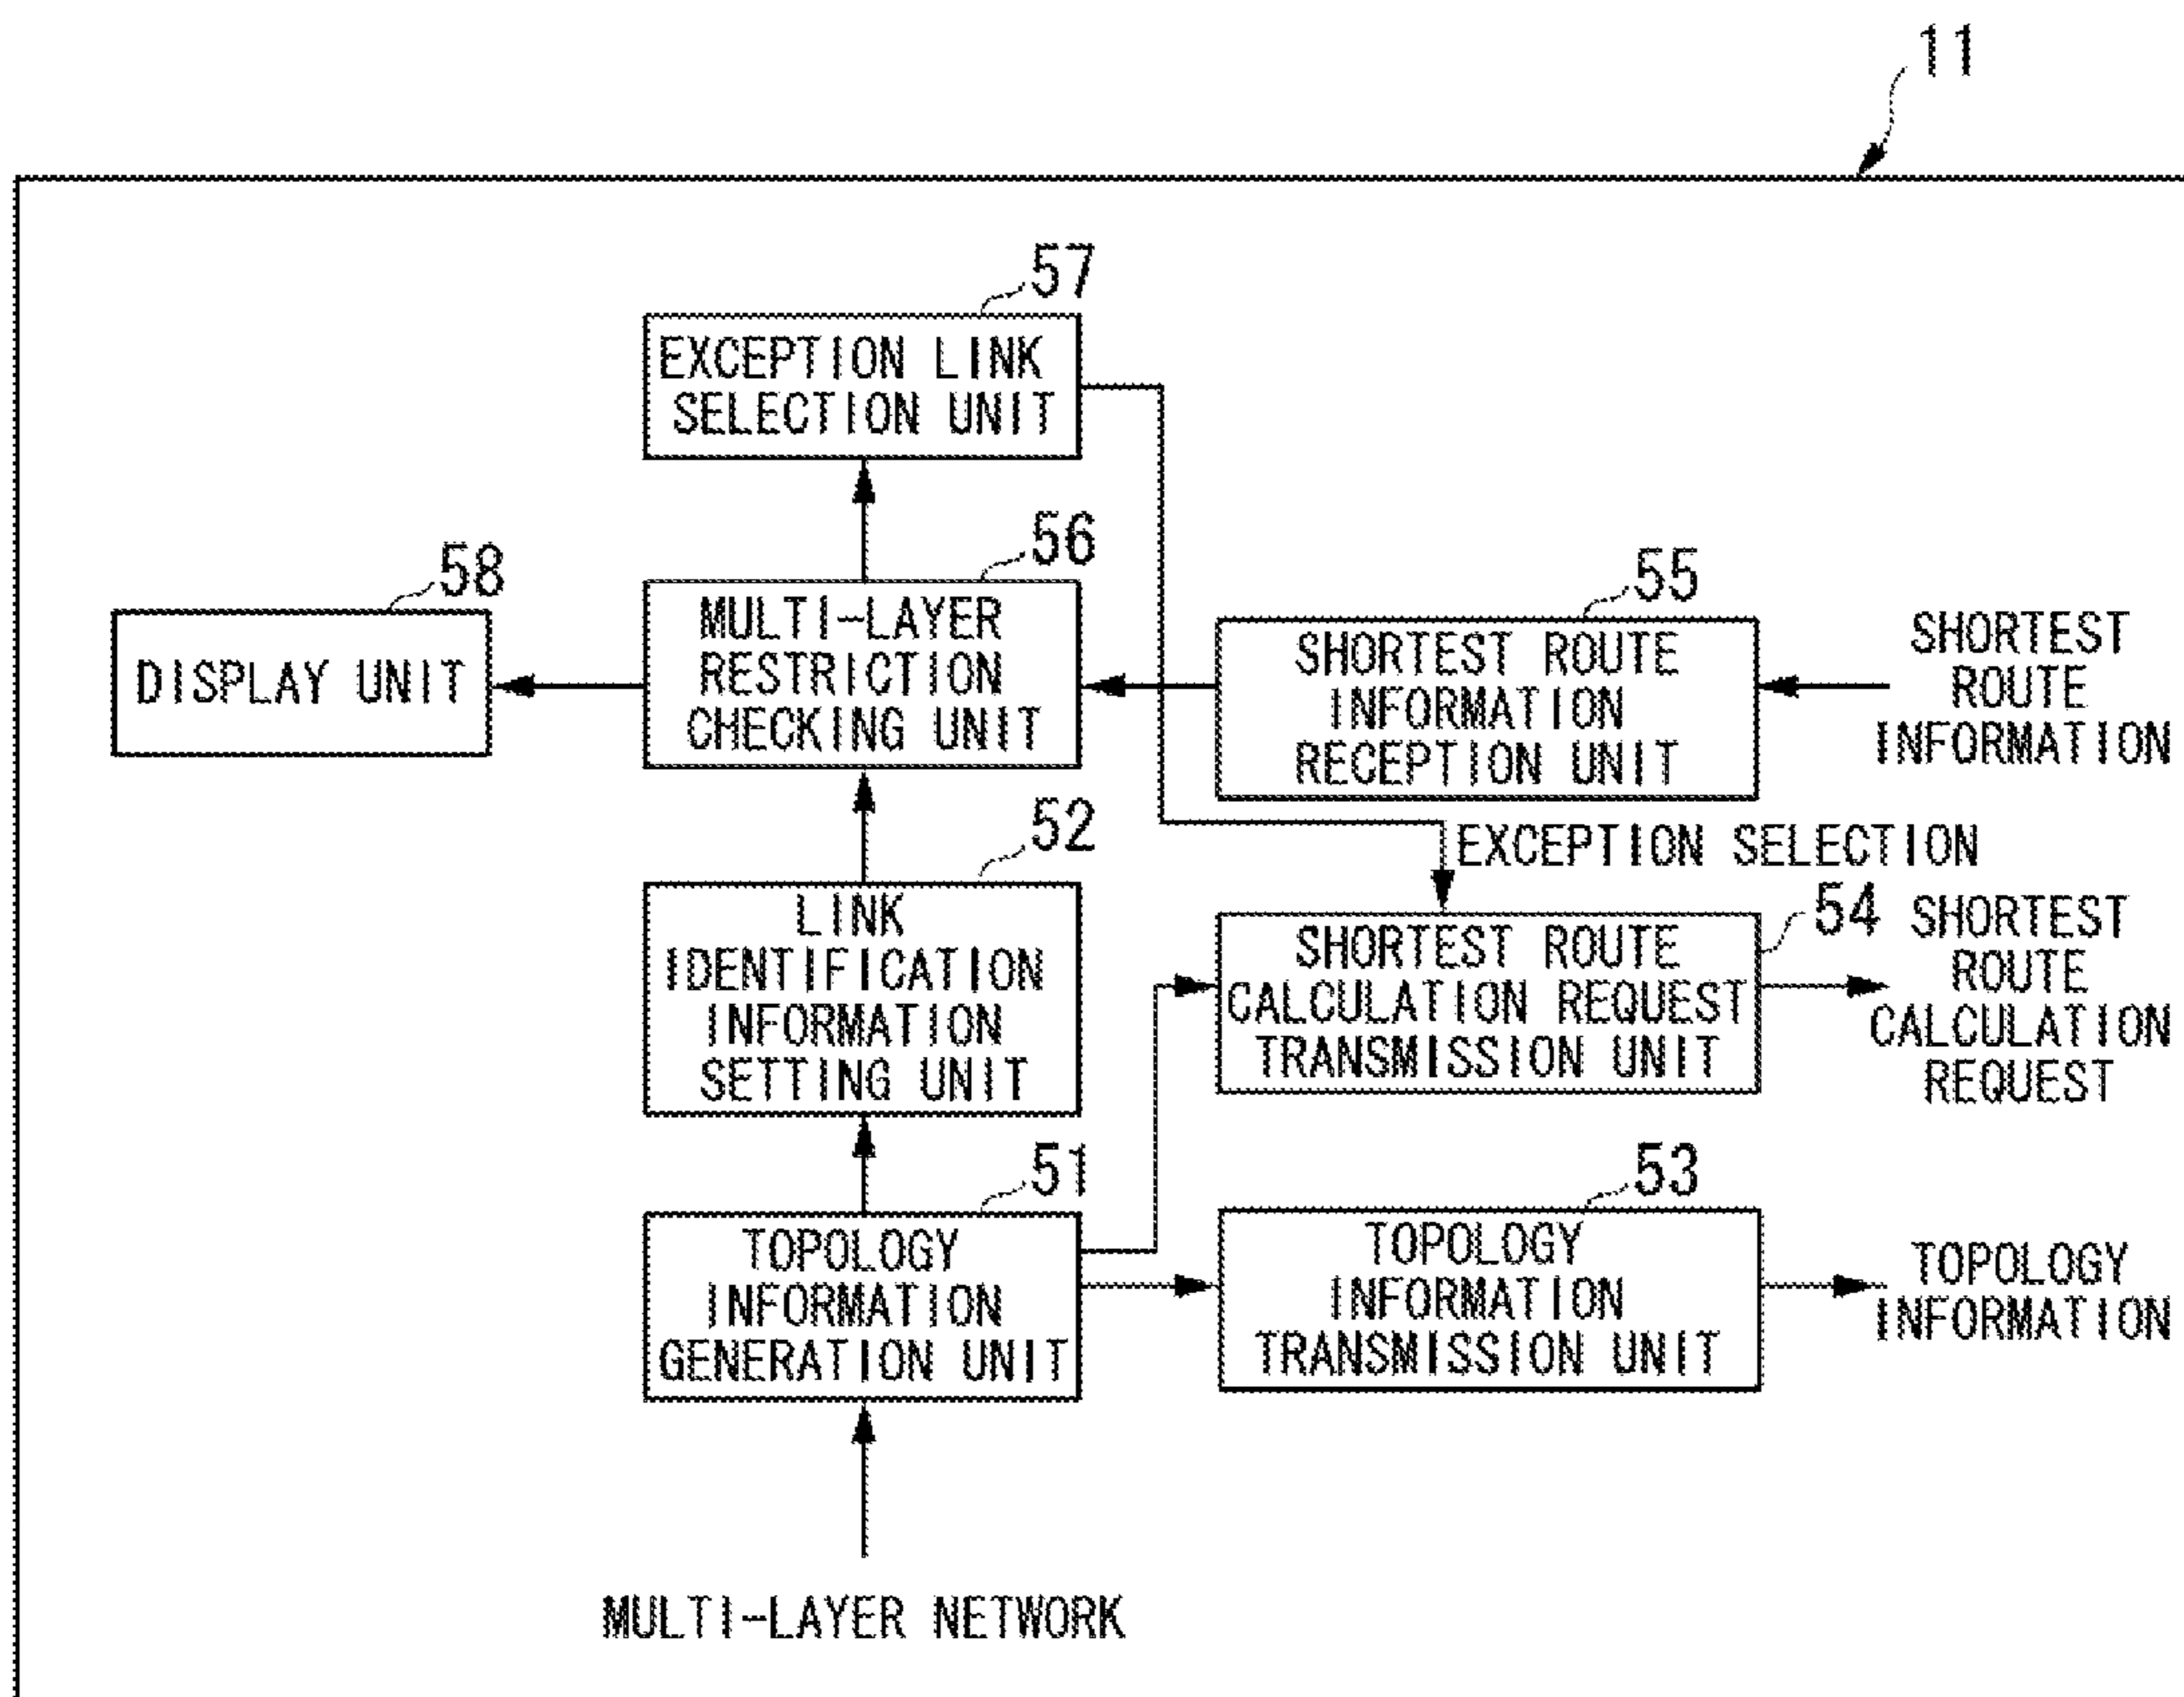 11
57
EXCEPTION LINK
SELECTION UNIT
56
MULTI-LAYER
RESTRICTION
CHECKING UNIT
58
DISPLAY UNIT
55
SHORTEST ROUTE
INFORMATION
RECEPTION UNIT
SHORTEST
ROUTE
INFORMATION
EXCEPTION SELECTION
52
LINK
IDENTIFICATION
INFORMATION
SETTING UNIT
54
SHORTEST ROUTE
CALCULATION REQUEST
TRANSMISSION UNIT
SHORTEST
ROUTE
CALCULATION
REQUEST
51
TOPOLOGY
INFORMATION
GENERATION UNIT
53
TOPOLOGY
INFORMATION
TRANSMISSION UNIT
TOPOLOGY
INFORMATION
MULTI-LAYER NETWORK